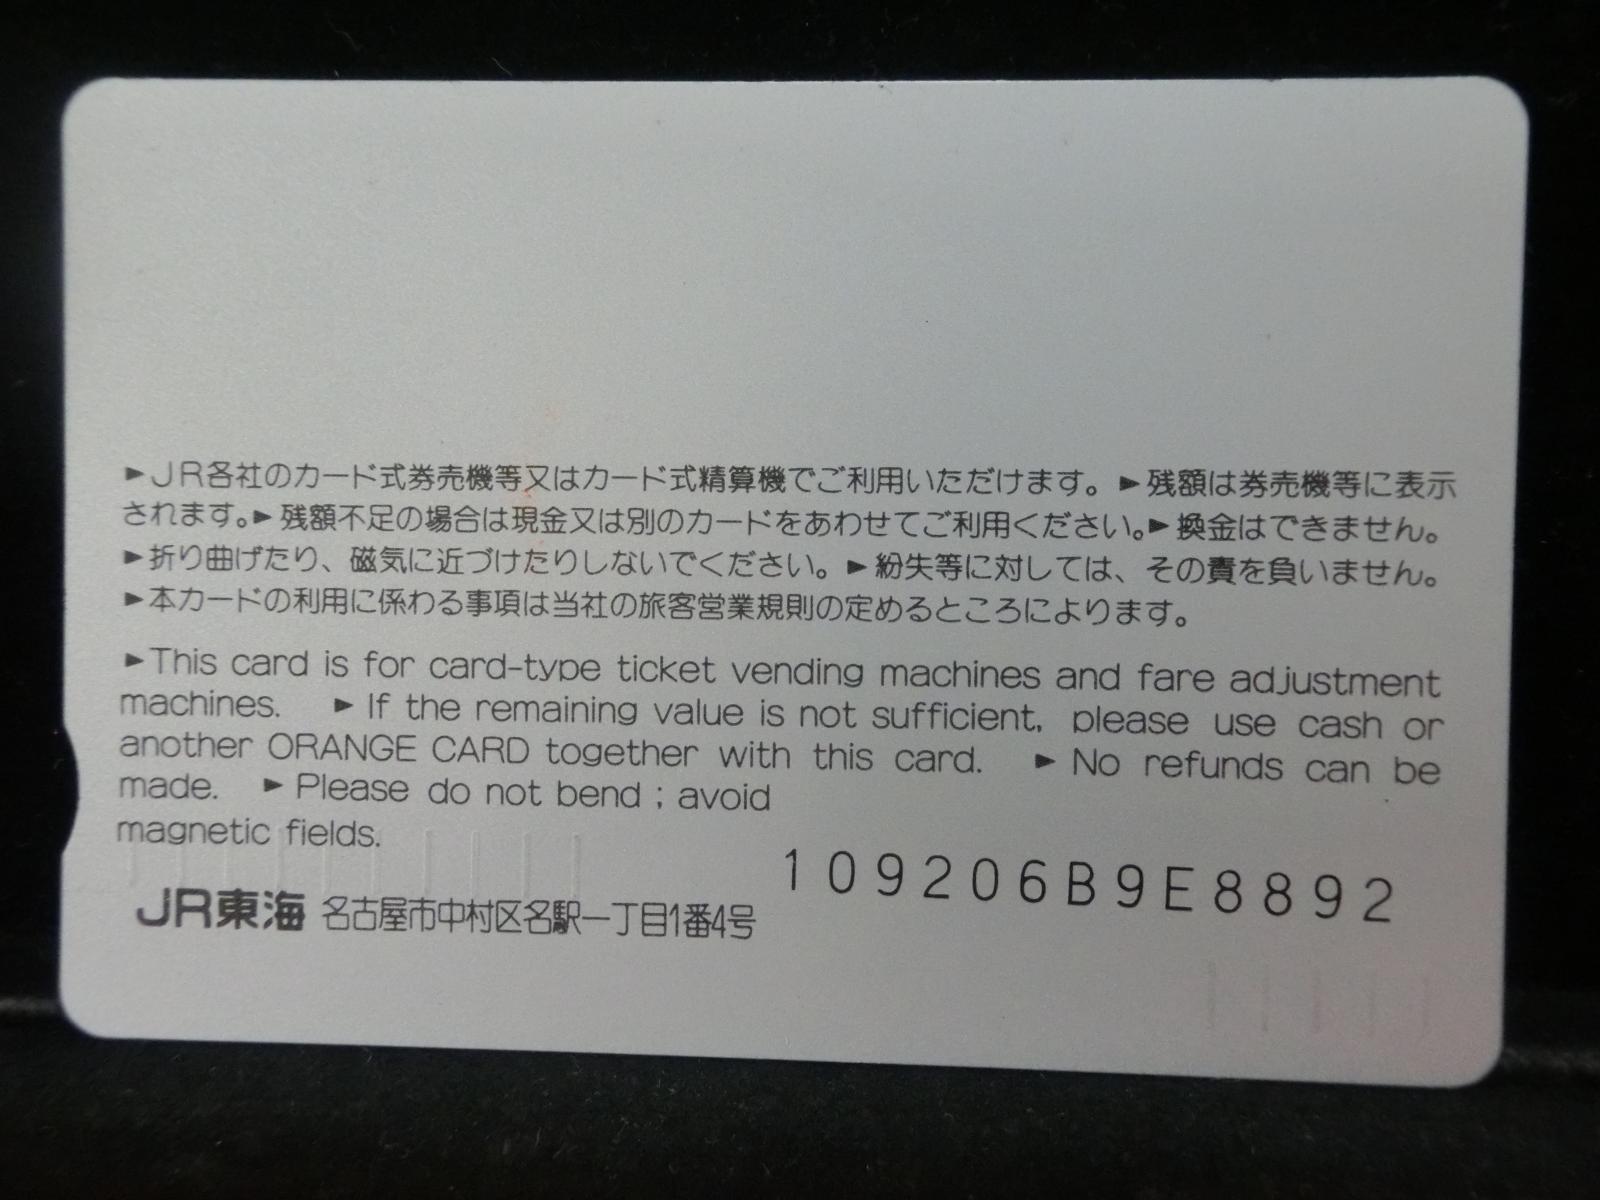 ►JR各社のカード式券売機等又はカード式精算機でご利用いただけます。►残額は券売機等に表示
されます。►残額不足の場合は現金又は別のカードをあわせてご利用ください。►換金はできません。
►折り曲げたり、磁気に近づけたりしないでください。►紛失等に対しては、その責を負いません。
►本カードの利用に係わる事項は当社の旅客営業規則の定めるところによります。
►This card is for card-type ticket vending machines and fare adjustment
machines. ►If the remaining value is not sufficient, please use cash or
another ORANGE CARD together with this card. ►No refunds can be
made. ►Please do not bend ; avoid
magnetic fields.
109206B9E8892
JR東海 名古屋市中村区名駅一丁目1番4号